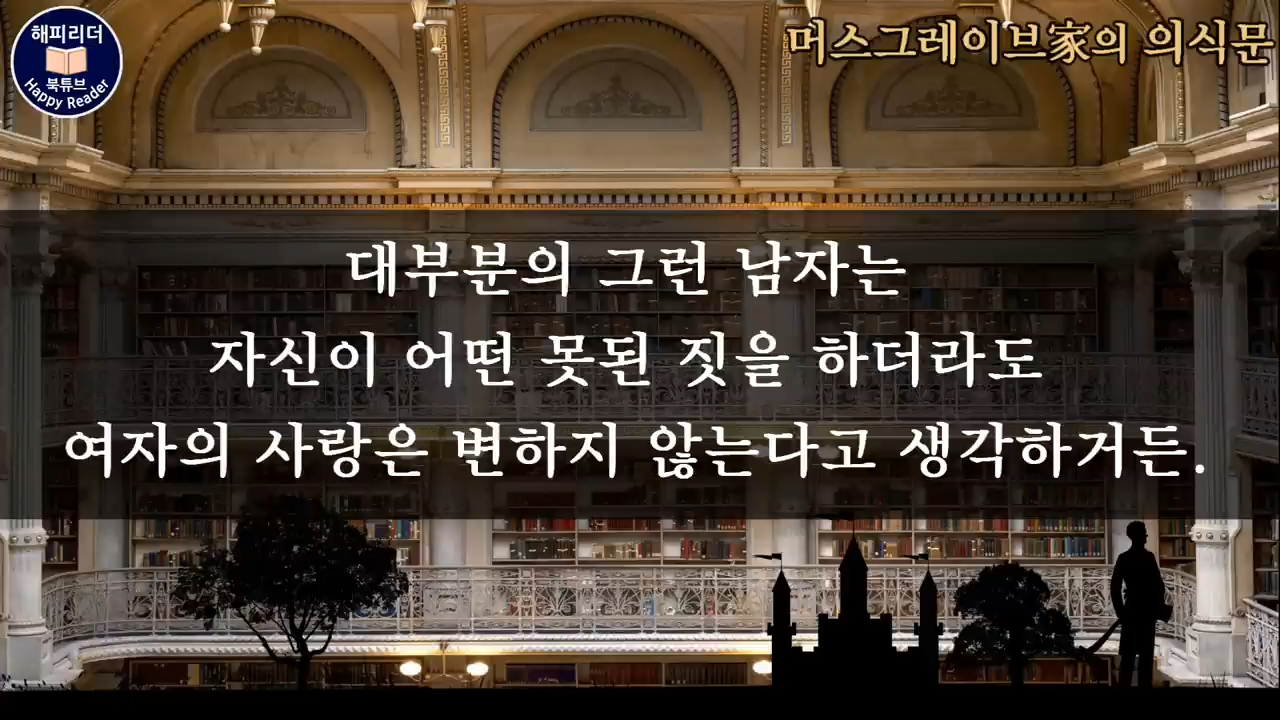 해피리더
북튜브
Happy Reader
머스그레이브家의 의식문
대부분의 그런 남자는
자신이 어떤 못된 짓을 하더라도
여자의 사랑은 변하지 않는다고 생각하거든.